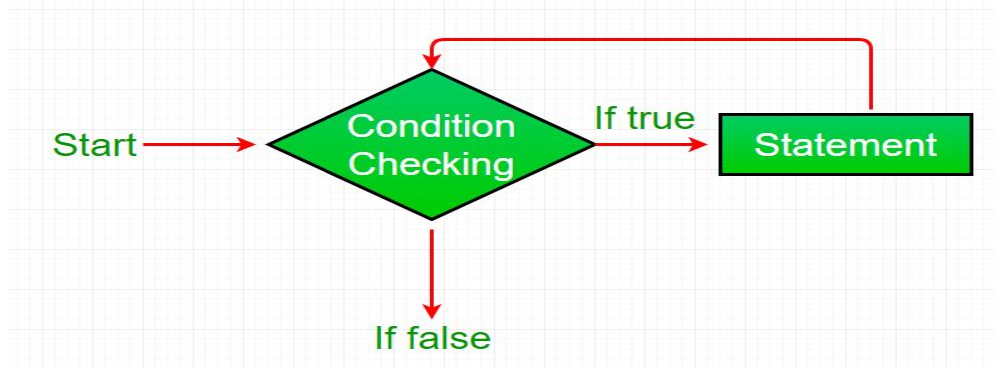 Start
Condition
Checking
If true
Statement
If false